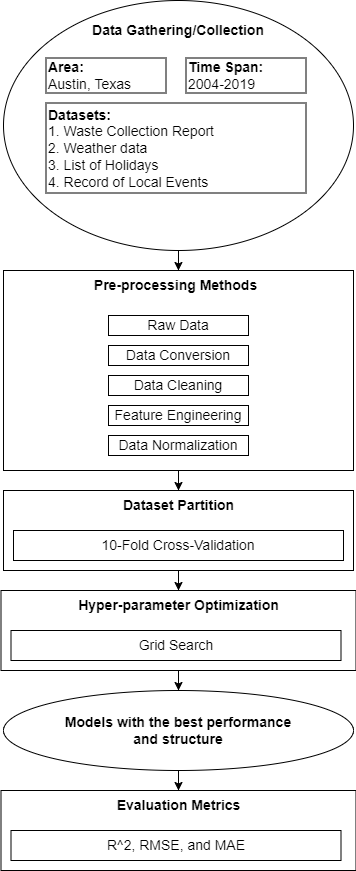 Data Gathering/Collection
Area:
Austin, Texas
Time Span:
2004-2019
Datasets:
1. Waste Collection Report
2. Weather data
3. List of Holidays
4. Record of Local Events
Pre-processing Methods
Raw Data
Data Conversion
Data Cleaning
Feature Engineering
Data Normalization
Dataset Partition
10-Fold Cross-Validation
Hyper-parameter Optimization
Grid Search
Models with the best performance
and structure
Evaluation Metrics
R^2, RMSE, and MAE